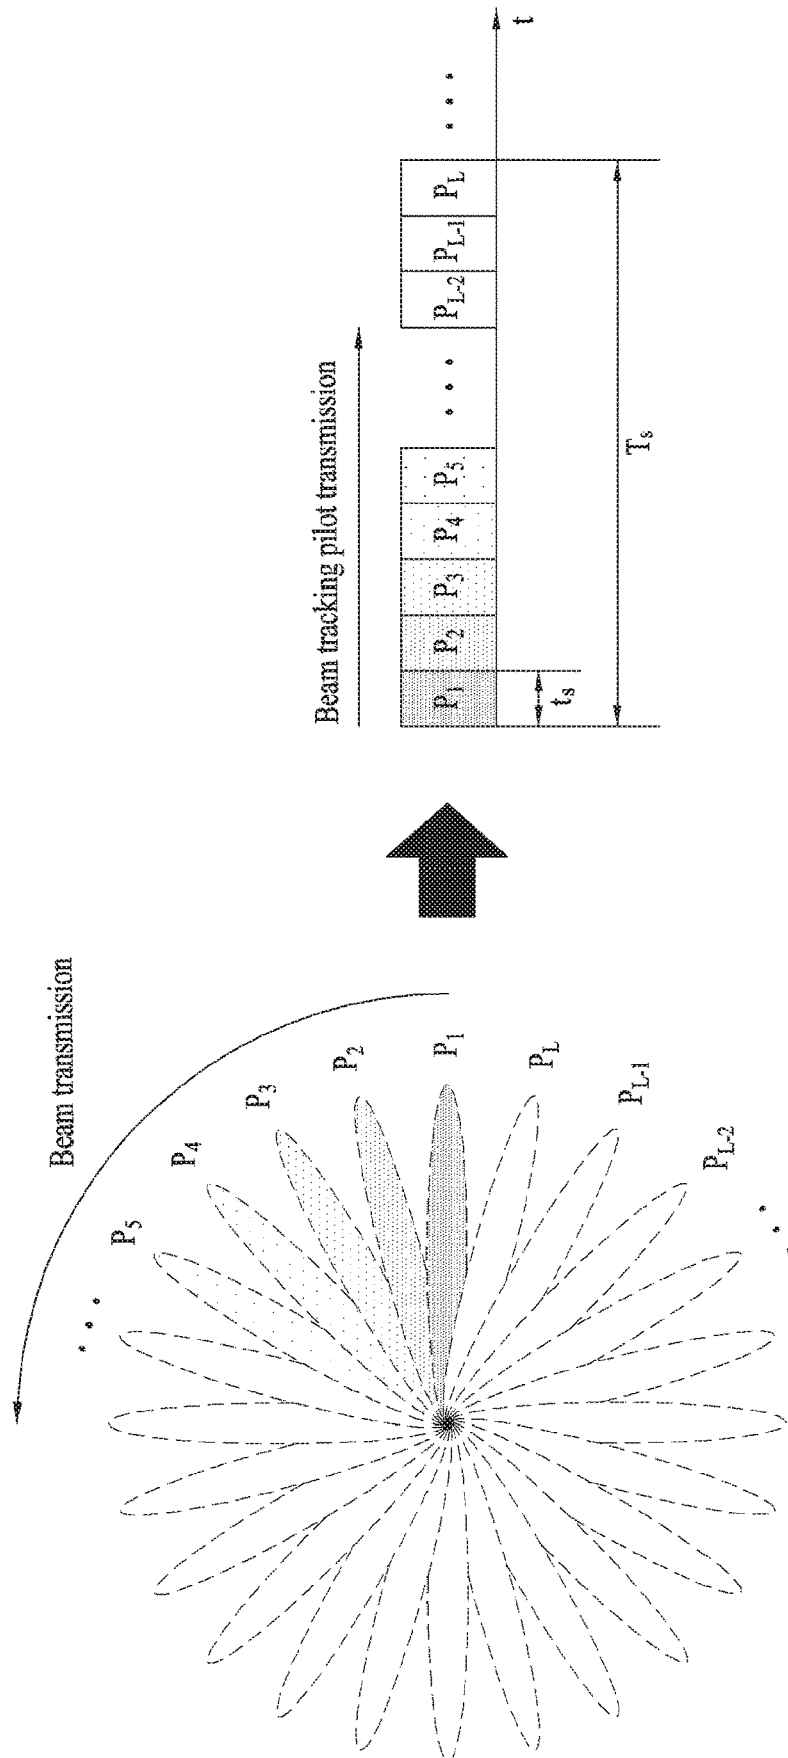 Beam transmission
P5
P4
P3
P2
P1
PL
PL-1
PL-2
Beam tracking pilot transmission
P1 P2 P3 P4 P5 PL-2 PL-1 PL
t
ts
Ts